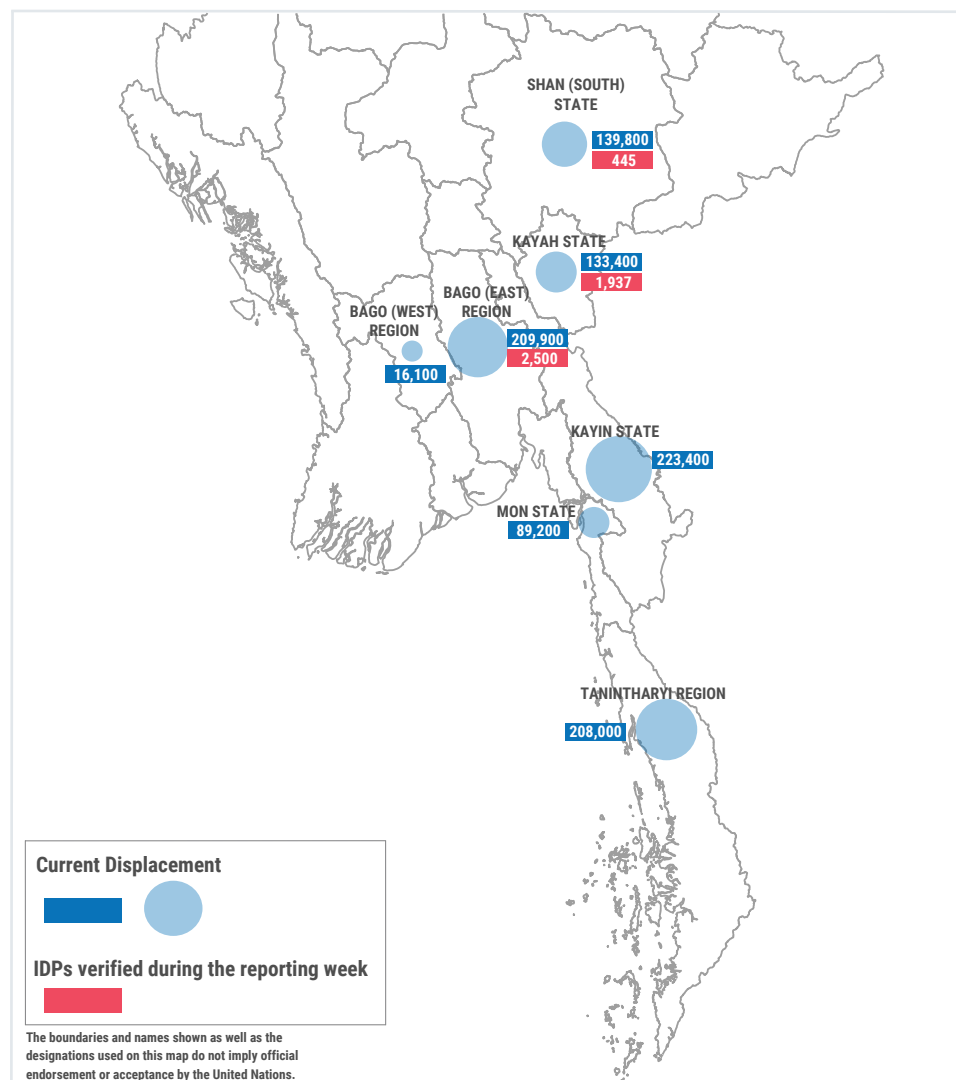 SHAN (SOUTH)
STATE
139,800
445
KAYAH STATE
133,400
1,937
BAGO (EAST)
REGION
209,900
2,500
BAGO (WEST)
REGION
16,100
KAYIN STATE
223,400
MON STATE
89,200
TANINTHARYI REGION
208,000
Current Displacement
IDPs verified during the reporting week
The boundaries and names shown as well as the
designations used on this map do not imply official
endorsement or acceptance by the United Nations.